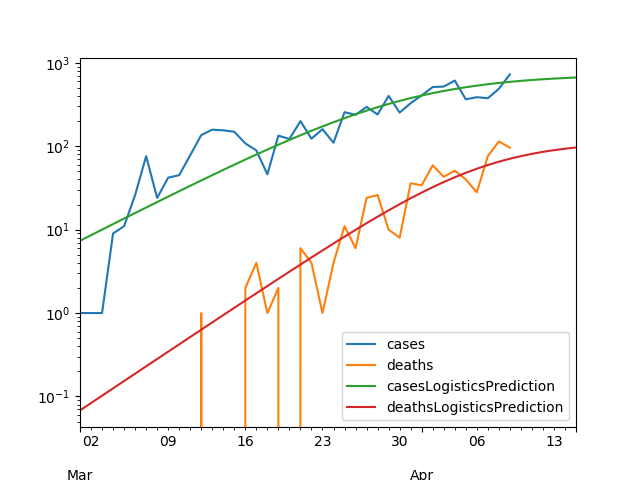 10³
10²
10¹
10⁰
10⁻¹
cases
deaths
casesLogisticsPrediction
deathsLogisticsPrediction
02 09 16 23 30 06 13
Mar Apr